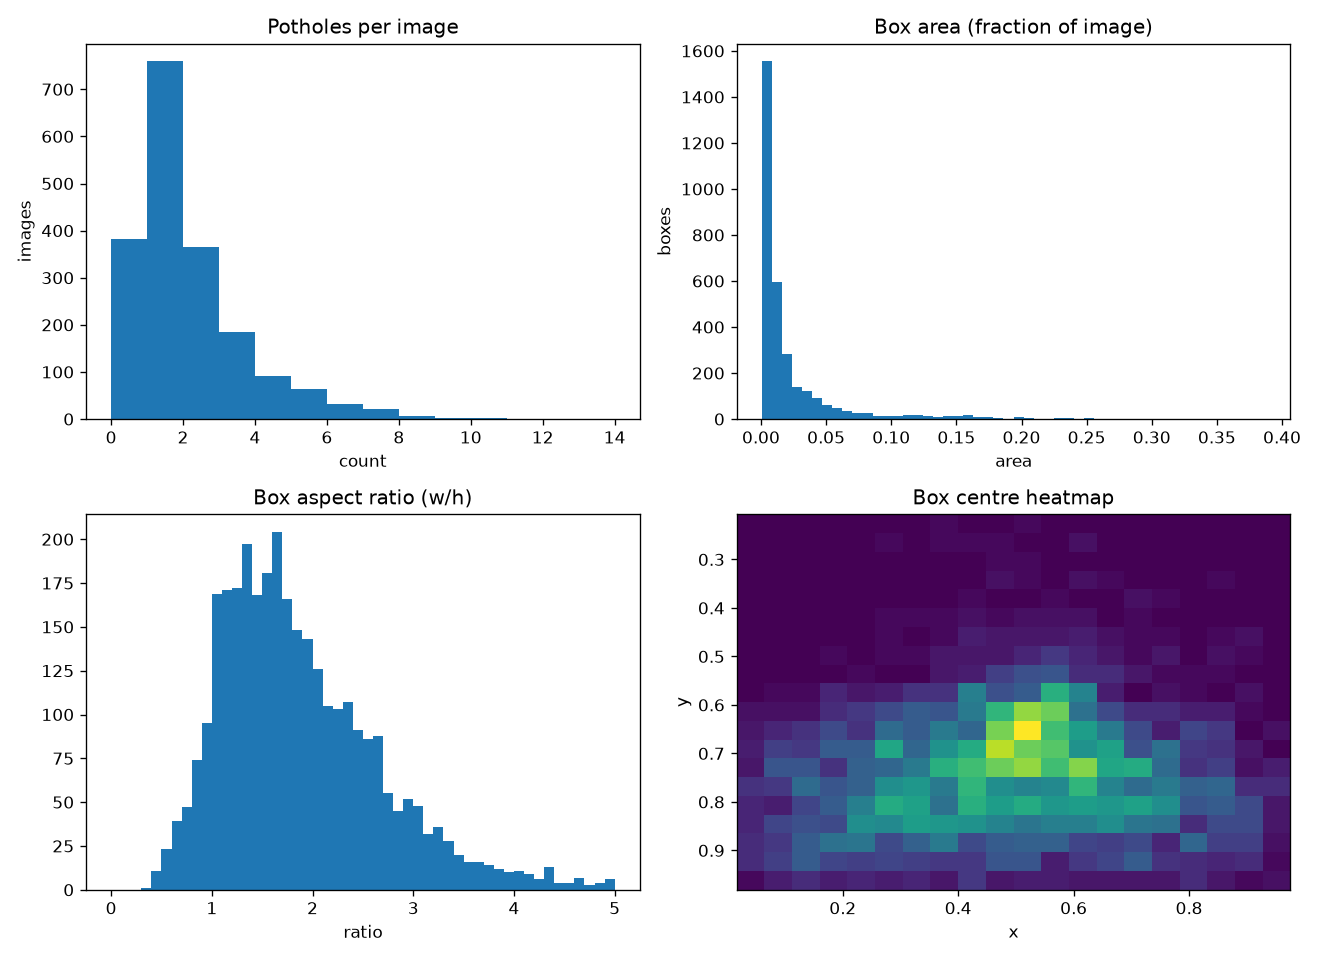 Potholes per image
700
600
500
400
300
200
100
0
images
0 2 4 6 8 10 12 14
count
Box area (fraction of image)
1600
1400
1200
1000
800
600
400
200
0
boxes
0.00 0.05 0.10 0.15 0.20 0.25 0.30 0.35 0.40
area
Box aspect ratio (w/h)
200
175
150
125
100
75
50
25
0
0 1 2 3 4 5
ratio
Box centre heatmap
0.3
0.4
0.5
0.6
0.7
0.8
0.9
y
0.2 0.4 0.6 0.8
x